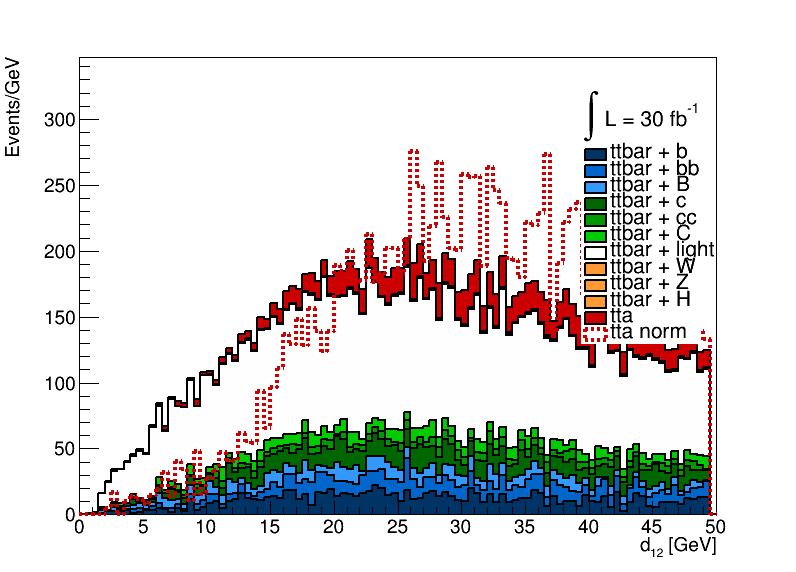 Events/GeV
300
250
200
150
100
50
0
∫ L = 30 fb-1
ttbar + b
ttbar + bb
ttbar + B
ttbar + c
ttbar + cc
ttbar + C
ttbar + light
ttbar + W
ttbar + Z
ttbar + H
tta
tta norm
0 5 10 15 20 25 30 35 40 45 50
d12 [GeV]